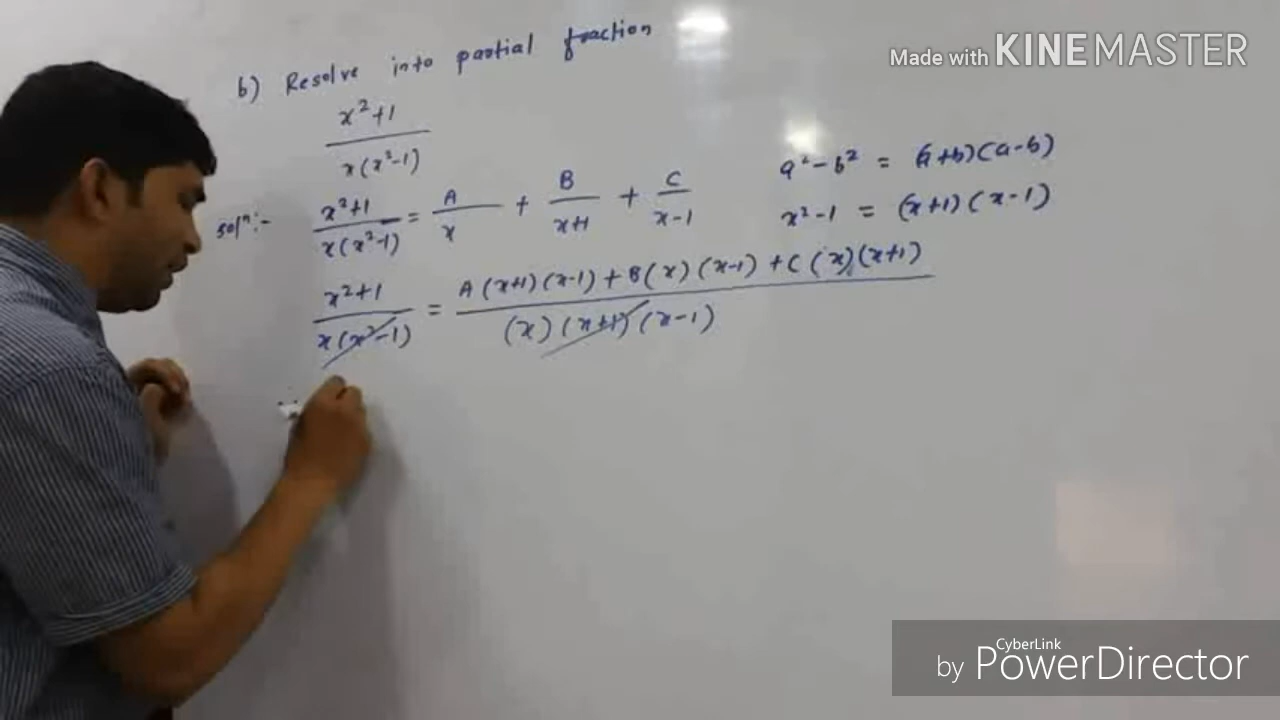 b) Resolve into partial fraction
x²+1
x(x²-1)
a²-b² = (a+b)(a-b)
solⁿ:- x²+1 / x(x²-1) = A / x + B / x+1 + C / x-1
x²-1 = (x+1)(x-1)
x²+1 / x(x²-1) = A(x+1)(x-1)+B(x)(x-1)+C(x)(x+1) / (x)(x+1)(x-1)
Made with KINEMASTER
CyberLink
by PowerDirector